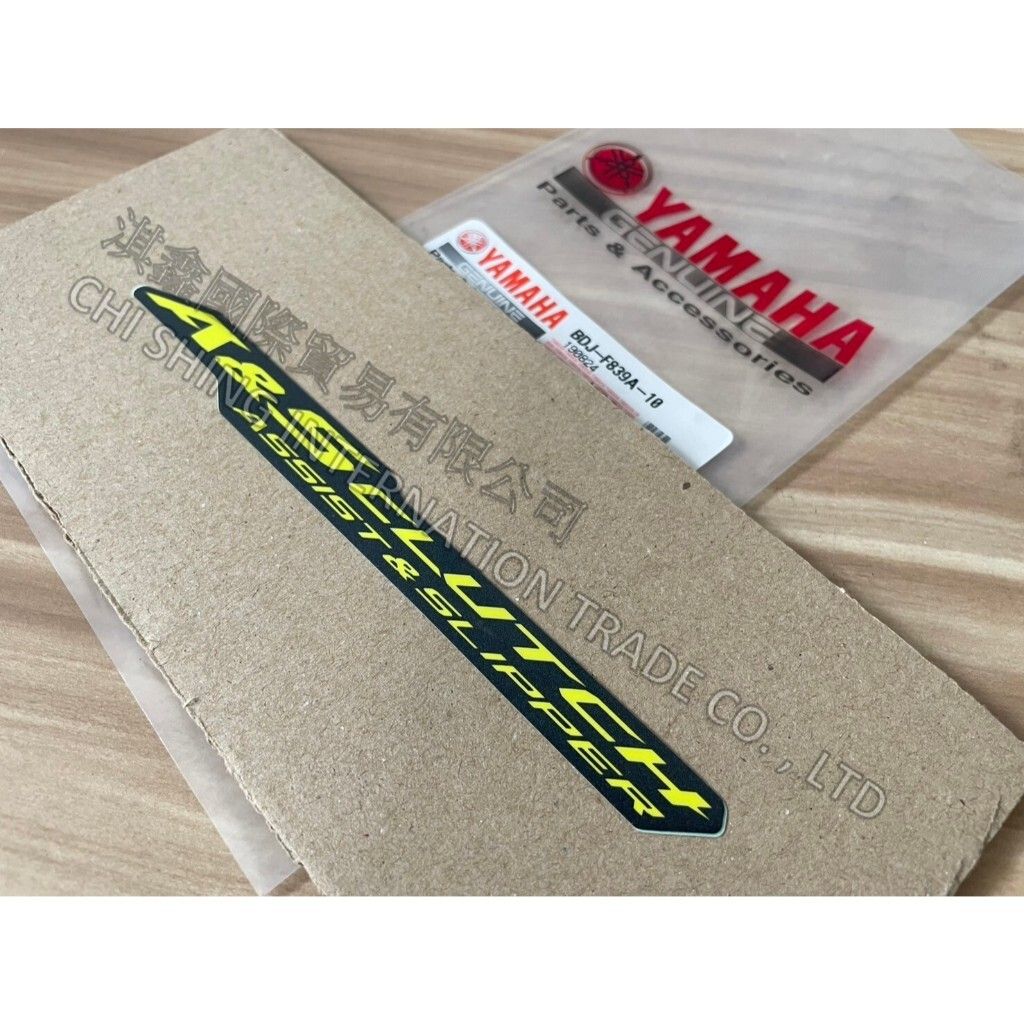 YAMAHA
GENUINE
Parts & Accessories
YAMAHA
GENUINE
BDJ-F839A-10
190824
淇鑫國際貿易有限公司
CHI SHING INTERNATION TRADE CO., LTD
A&S CLUTCH
ASSIST & SLIPPER